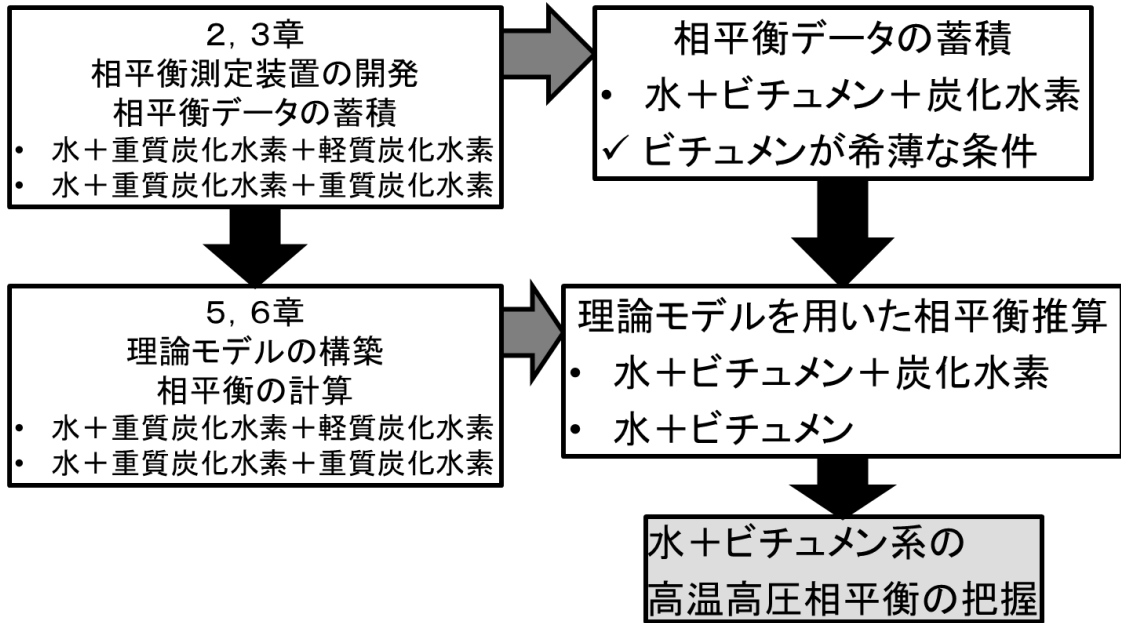 2, 3章
相平衡測定装置の開発
相平衡データの蓄積
• 水＋重質炭化水素＋軽質炭化水素
• 水＋重質炭化水素＋重質炭化水素
相平衡データの蓄積
• 水＋ビチュメン＋炭化水素
✓ ビチュメンが希薄な条件
5, 6章
理論モデルの構築
相平衡の計算
• 水＋重質炭化水素＋軽質炭化水素
• 水＋重質炭化水素＋重質炭化水素
理論モデルを用いた相平衡推算
• 水＋ビチュメン＋炭化水素
• 水＋ビチュメン
水＋ビチュメン系の
高温高圧相平衡の把握